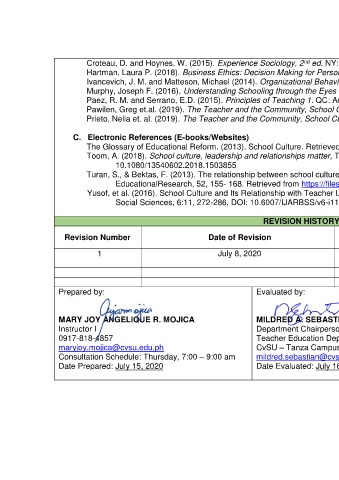 Croteau, D. and Hoynes, W. (2015). Experience Sociology, 2nd ed. NY:
Hartman, Laura P. (2018). Business Ethics: Decision Making for Perso
Ivancevich, J. M. and Matteson, Michael (2014). Organizational Behavi
Murphy, Joseph F. (2016). Understanding Schooling through the Eyes
Paez, R. M. and Serrano, E.D. (2015). Principles of Teaching 1. QC: A
Pawilen, Greg et.al. (2019). The Teacher and the Community, School C
Prieto, Nelia et. al. (2019). The Teacher and the Community, School C
C. Electronic References (E-books/Websites)
The Glossary of Educational Reform, (2013). School Culture. Retrieved
Toom, A. (2018). School culture, leadership and relationships matter, T
10.1080/13540602.2018.1503855
Turan, S., & Bektas, F. (2013). The relationship between school culture
EducationalResearch, 52, 155- 168. Retrieved from https://files
Yusof, et al. (2016). School Culture and Its Relationship with Teacher L
Social Sciences, 6:11, 272-286, DOI: 10.6007/IJARBSS/v6-i11
REVISION HISTORY
Revision Number Date of Revision
1 July 8, 2020
Prepared by: Evaluated by:
MARY JOY ANGELIQUE R. MOJICA MILDRED A. SEBASTI
Instructor I Department Chairperso
0917-818-4857 Teacher Education Dep
maryjoy.mojica@cvsu.edu.ph CvSU – Tanza Campus
Consultation Schedule: Thursday, 7:00 – 9:00 am mildred.sebastian@cvs
Date Prepared: July 15, 2020 Date Evaluated: July 16